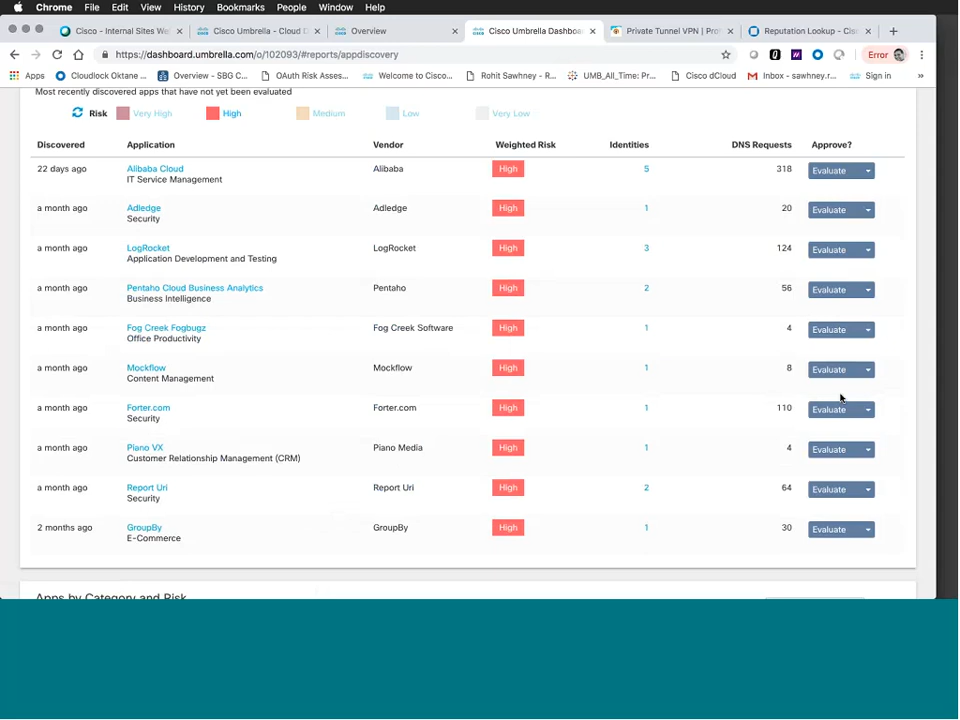 Chrome File Edit View History Bookmarks People Window Help
Cisco - Internal Sites We Cisco Umbrella - Cloud D Overview Cisco Umbrella Dashboa Private Tunnel VPN | Pro Reputation Lookup - Cis
https://dashboard.umbrella.com/o/102093/#reports/appdiscovery Error
Apps Cloudlock Oktane ... Overview - SBG C... OAuth Risk Asses... Welcome to Cisco... Rohit Sawhney - R... UMB_All_Time: Pr... Cisco dCloud Inbox - sawhney.r... Sign in »
Most recently discovered apps that have not yet been evaluated
Risk Very High High Medium Low Very Low
Discovered Application Vendor Weighted Risk Identities DNS Requests Approve?
22 days ago Alibaba Cloud Alibaba High 5 318 Evaluate
IT Service Management
a month ago Adledge Adledge High 1 20 Evaluate
Security
a month ago LogRocket LogRocket High 3 124 Evaluate
Application Development and Testing
a month ago Pentaho Cloud Business Analytics Pentaho High 2 56 Evaluate
Business Intelligence
a month ago Fog Creek Fogbugz Fog Creek Software High 1 4 Evaluate
Office Productivity
a month ago Mockflow Mockflow High 1 8 Evaluate
Content Management
a month ago Forter.com Forter.com High 1 110 Evaluate
Security
a month ago Piano VX Piano Media High 1 4 Evaluate
Customer Relationship Management (CRM)
a month ago Report Uri Report Uri High 2 64 Evaluate
Security
2 months ago GroupBy GroupBy High 1 30 Evaluate
E-Commerce
Apps by Category and Risk